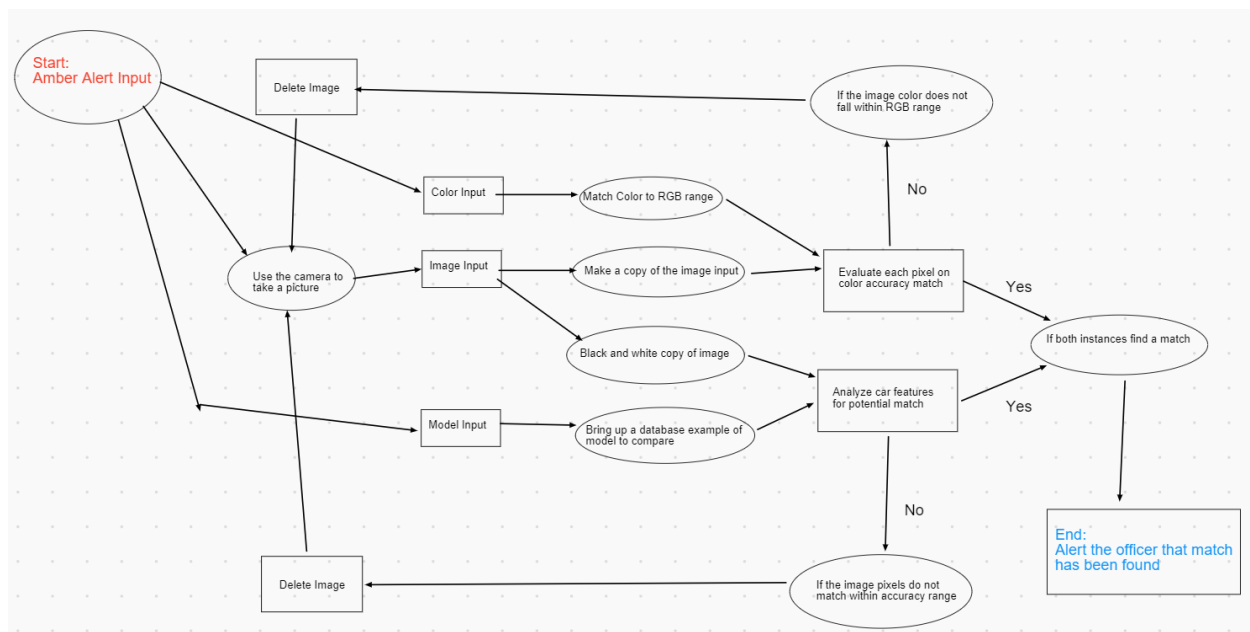 Start:
Amber Alert Input
Delete Image
If the image color does not
fall within RGB range
No
Color Input
Match Color to RGB range
Use the camera to
take a picture
Image Input
Make a copy of the image input
Evaluate each pixel on
color accuracy match
Yes
If both instances find a match
Black and white copy of image
Analyze car features
for potential match
Yes
Model Input
Bring up a database example of
model to compare
No
End:
Alert the officer that match
has been found
Delete Image
If the image pixels do not
match within accuracy range